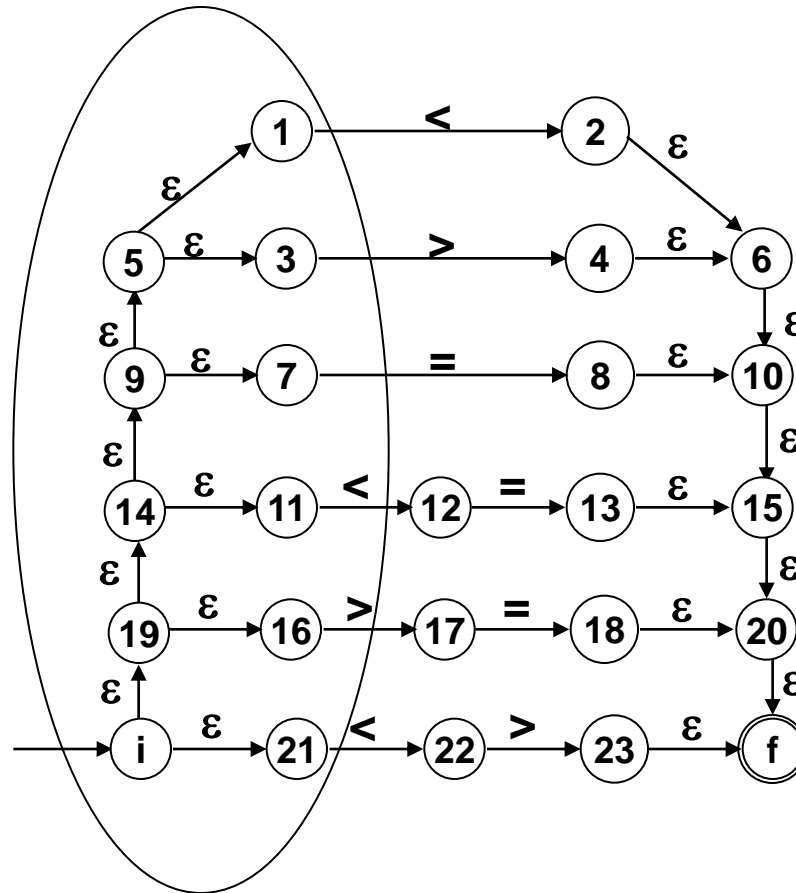 1 < 2
ε ε
5 ε 3 > 4 ε 6
ε ε
9 ε 7 = 8 ε 10
ε ε
14 ε 11 < 12 = 13 ε 15
ε ε
19 ε 16 > 17 = 18 ε 20
ε ε
i ε 21 < 22 > 23 ε f